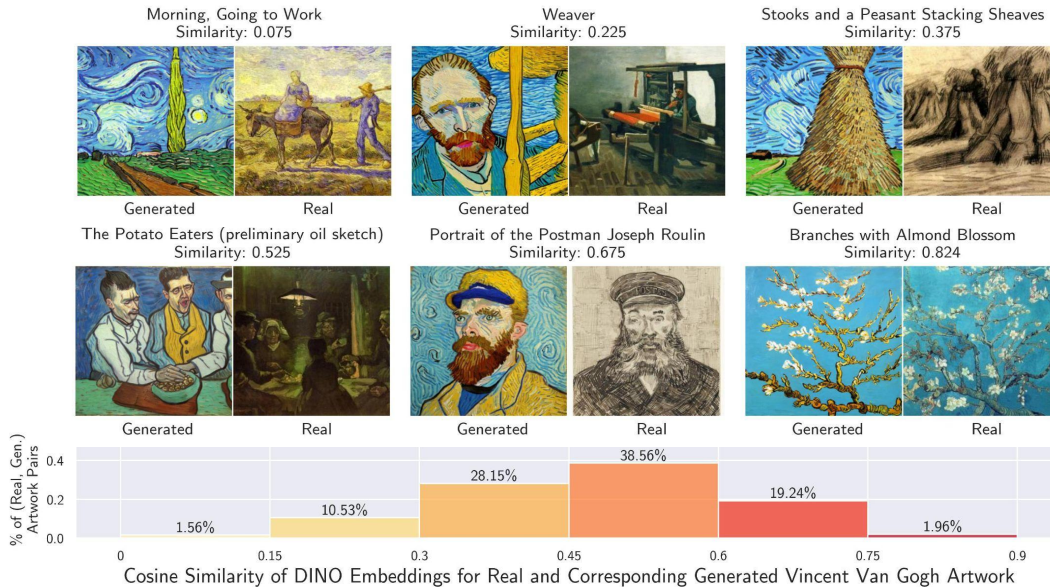 Morning, Going to Work
Similarity: 0.075
Weaver
Similarity: 0.225
Stooks and a Peasant Stacking Sheaves
Similarity: 0.375
Generated
Real
Generated
Real
Generated
Real
The Potato Eaters (preliminary oil sketch)
Similarity: 0.525
Portrait of the Postman Joseph Roulin
Similarity: 0.675
Branches with Almond Blossom
Similarity: 0.824
Generated
Real
Generated
Real
Generated
Real
% of (Real, Gen.)
Artwork Pairs
0.4
0.2
0.0
1.56%
10.53%
28.15%
38.56%
19.24%
1.96%
0
0.15
0.3
0.45
0.6
0.75
0.9
Cosine Similarity of DINO Embeddings for Real and Corresponding Generated Vincent Van Gogh Artwork